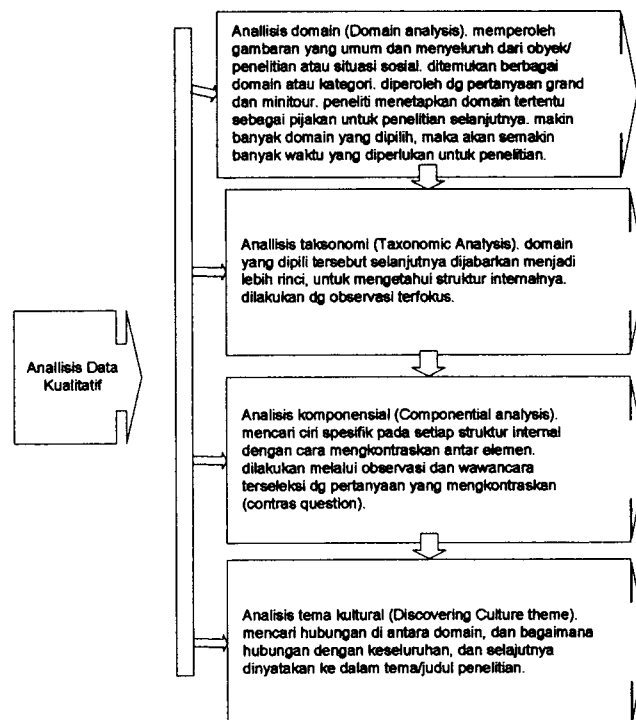 Anallisis domain (Domain analysis). memperoleh
gambaran yang umum dan menyeluruh dari obyek/
penelitian atau situasi sosial. ditemukan berbagai
domain atau kategori. diperoleh dg pertanyaan grand
dan minitour. peneliti menetapkan domain tertentu
sebagai pijakan untuk penelitian selanjutnya. makin
banyak domain yang dipilih, maka akan semakin
banyak waktu yang diperlukan untuk penelitian.
Anallisis taksonomi (Taxonomic Analysis). domain
yang dipili tersebut selanjutnya dijabarkan menjadi
lebih rinci, untuk mengetahui struktur internalnya.
dilakukan dg observasi terfokus.
Anallisis Data
Kualitatif
Analisis komponensial (Componential analysis).
mencari ciri spesifik pada setiap struktur internal
dengan cara mengkontraskan antar elemen.
dilakukan melalui observasi dan wawancara
terseleksi dg pertanyaan yang mengkontraskan
(contras question).
Analisis tema kultural (Discovering Culture theme).
mencari hubungan di antara domain, dan bagaimana
hubungan dengan keseluruhan, dan selajutnya
dinyatakan ke dalam tema/judul penelitian.